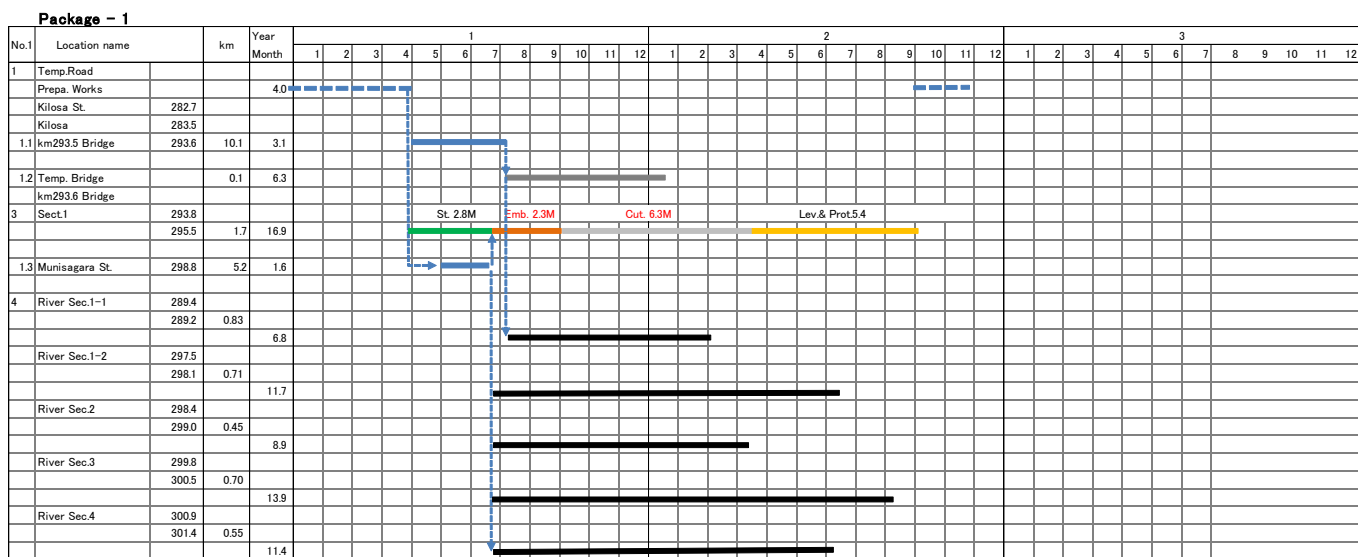 Package - 1
No.1 Location name km Year 1 2 3
Month 1 2 3 4 5 6 7 8 9 10 11 12 1 2 3 4 5 6 7 8 9 10 11 12 1 2 3 4 5 6 7 8 9 10 11 12
1 Temp.Road
Prepa. Works 4.0
Kilosa St. 282.7
Kilosa 283.5
1.1 km293.5 Bridge 293.6 10.1 3.1
1.2 Temp. Bridge 0.1 6.3
km293.6 Bridge
3 Sect.1 293.8 St. 2.8M Emb. 2.3M Cut. 6.3M Lev.& Prot.5.4
295.5 1.7 16.9
1.3 Munisagara St. 298.8 5.2 1.6
4 River Sec.1-1 289.4
289.2 0.83
6.8
River Sec.1-2 297.5
298.1 0.71
11.7
River Sec.2 298.4
299.0 0.45
8.9
River Sec.3 299.8
300.5 0.70
13.9
River Sec.4 300.9
301.4 0.55
11.4